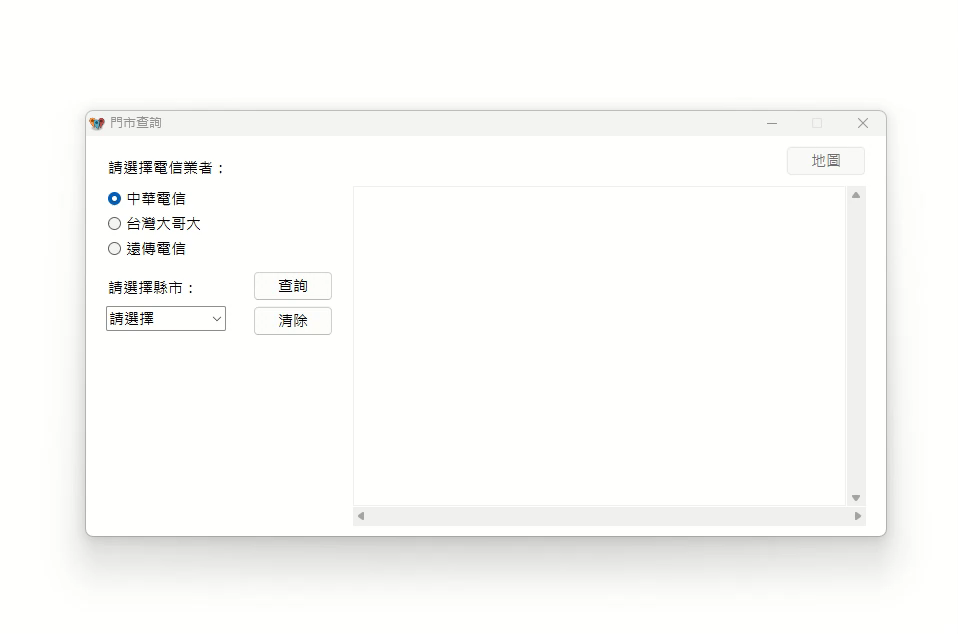 門市查詢
地圖
請選擇電信業者：
中華電信
台灣大哥大
遠傳電信
請選擇縣市：
查詢
請選擇
清除